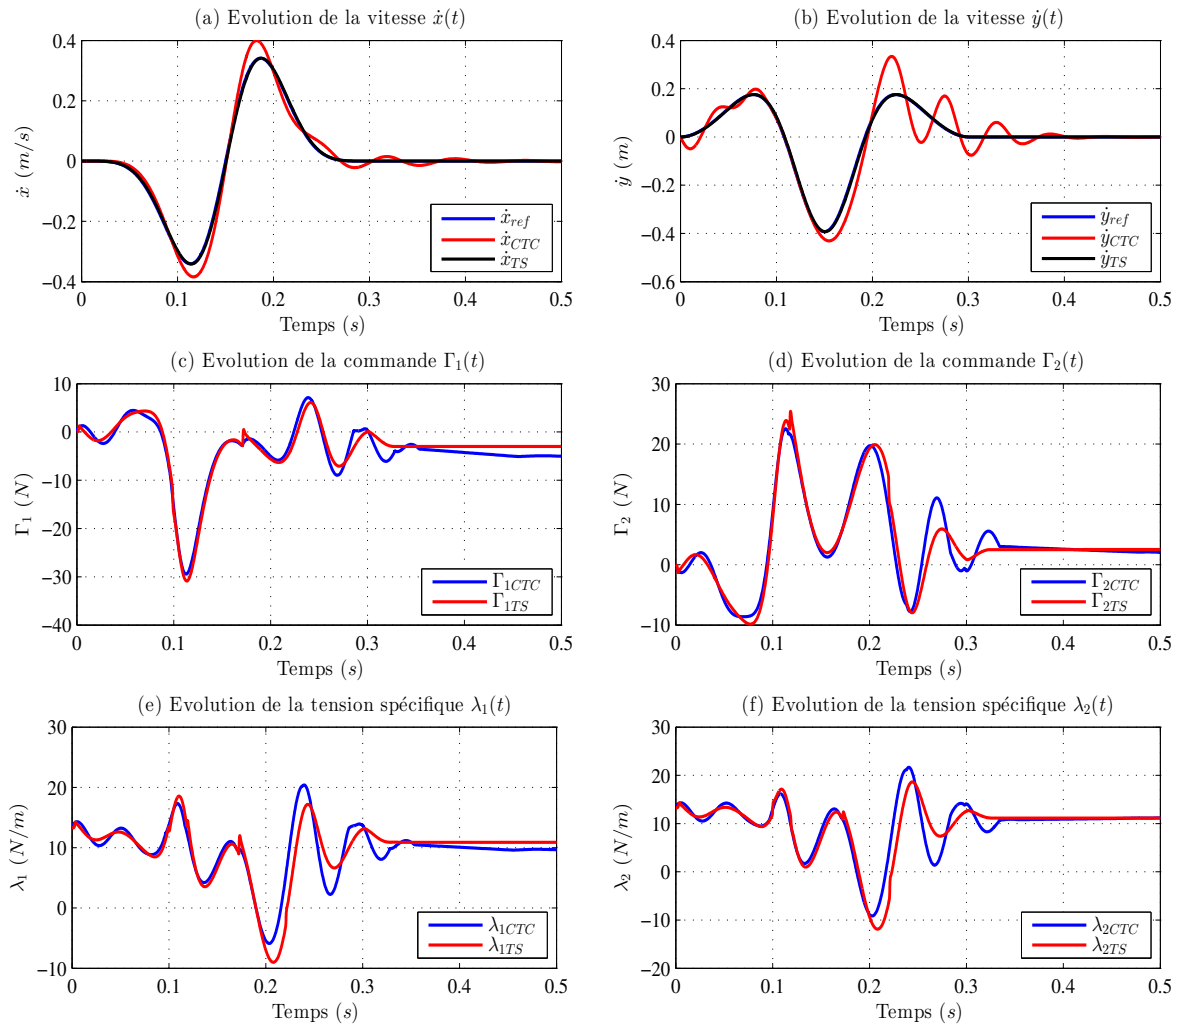 (a) Evolution de la vitesse ẋ(t)
0.4
0.2
0
−0.2
−0.4
ẋ (m/s)
0 0.1 0.2 0.3 0.4 0.5
Temps (s)
ẋref
ẋCTC
ẋTS
(b) Evolution de la vitesse ẏ(t)
0.4
0.2
0
−0.2
−0.4
−0.6
ẏ (m)
0 0.1 0.2 0.3 0.4 0.5
Temps (s)
ẏref
ẏCTC
ẏTS
(c) Evolution de la commande Γ1(t)
10
0
−10
−20
−30
−40
Γ1 (N)
0 0.1 0.2 0.3 0.4 0.5
Temps (s)
Γ1CTC
Γ1TS
(d) Evolution de la commande Γ2(t)
30
20
10
0
−10
Γ2 (N)
0 0.1 0.2 0.3 0.4 0.5
Temps (s)
Γ2CTC
Γ2TS
(e) Evolution de la tension spécifique λ1(t)
30
20
10
0
−10
λ1 (N/m)
0 0.1 0.2 0.3 0.4 0.5
Temps (s)
λ1CTC
λ1TS
(f) Evolution de la tension spécifique λ2(t)
30
20
10
0
−10
−20
λ2 (N/m)
0 0.1 0.2 0.3 0.4 0.5
Temps (s)
λ2CTC
λ2TS